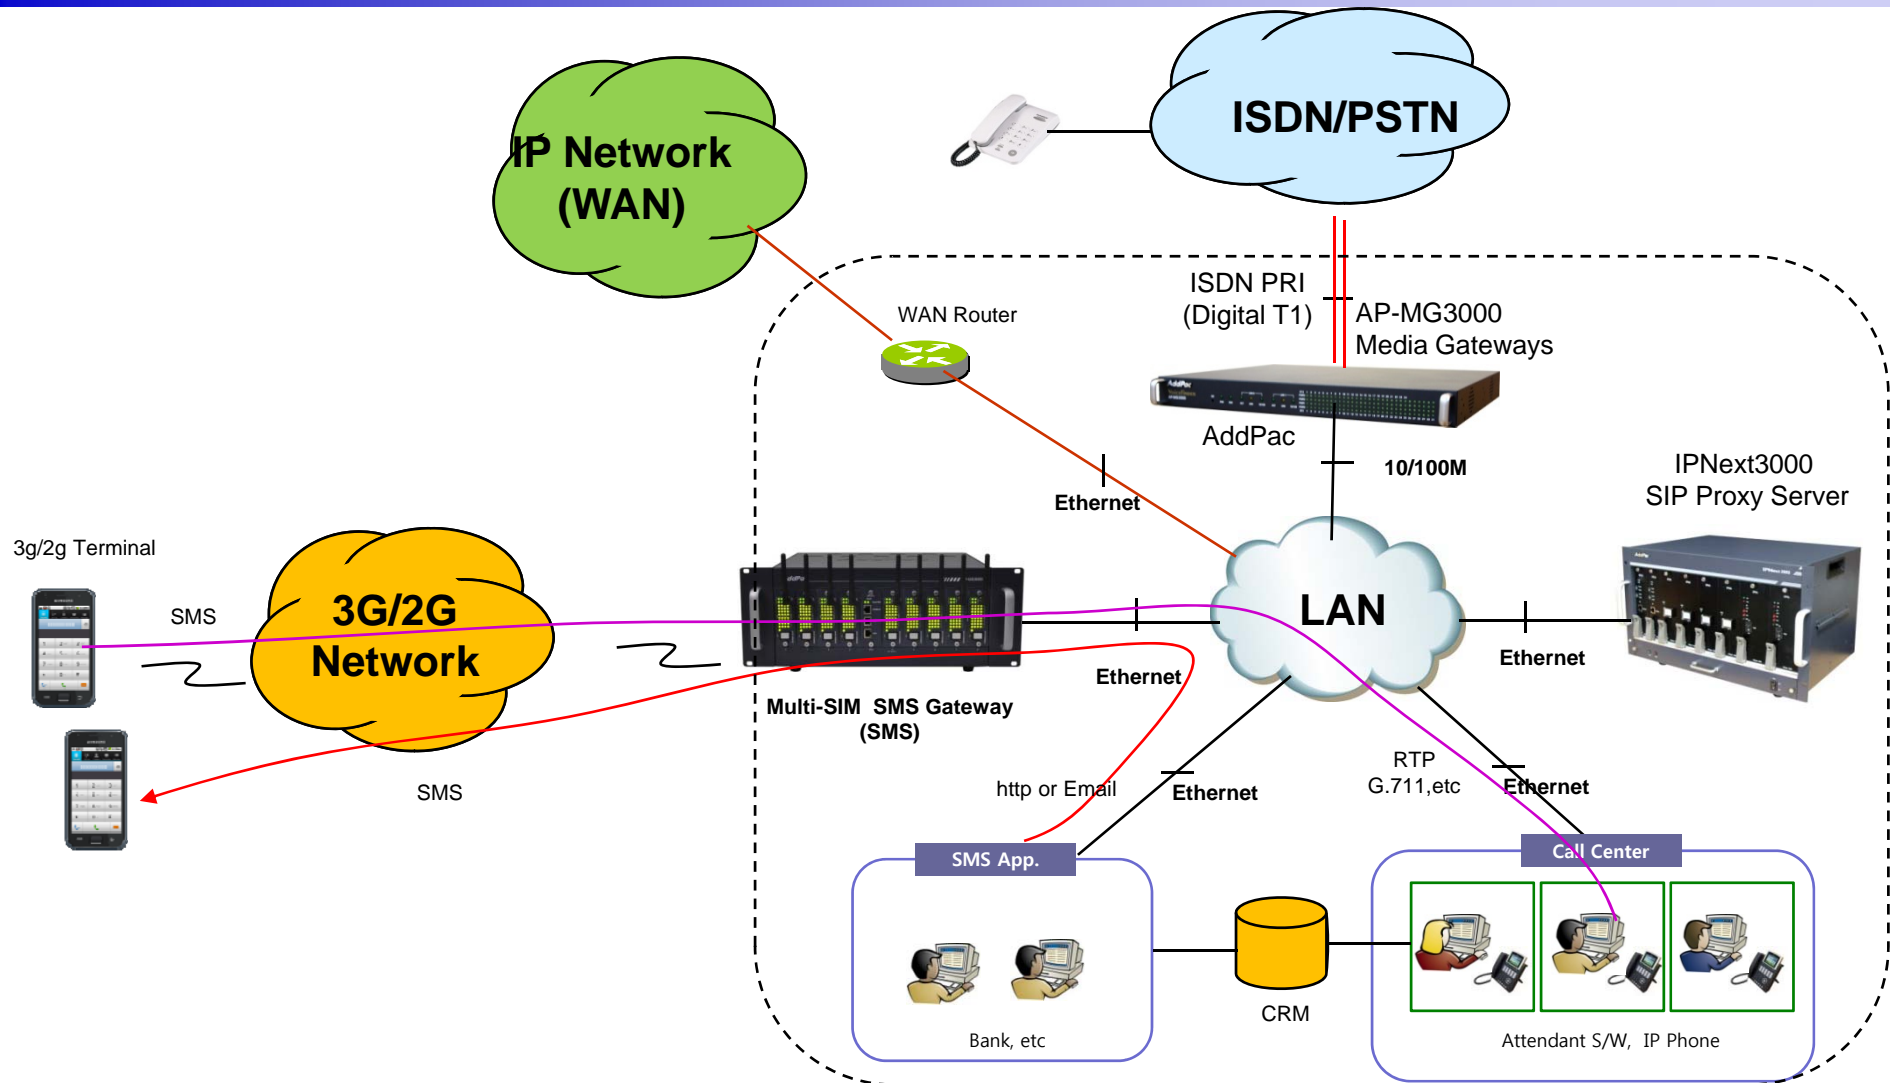 ISDN/PSTN
IP Network
(WAN)
ISDN PRI
(Digital T1)
AP-MG3000
Media Gateways
WAN Router
AddPac
AddPac
10/100M
IPNext3000
SIP Proxy Server
Ethernet
3g/2g Terminal
SMS
3G/2G
Network
LAN
Ethernet
Ethernet
Multi-SIM  SMS Gateway
(SMS)
SMS
http or Email
Ethernet
RTP
G.711,etc
Ethernet
SMS App.
Call Center
CRM
Bank, etc
Attendant S/W,  IP Phone